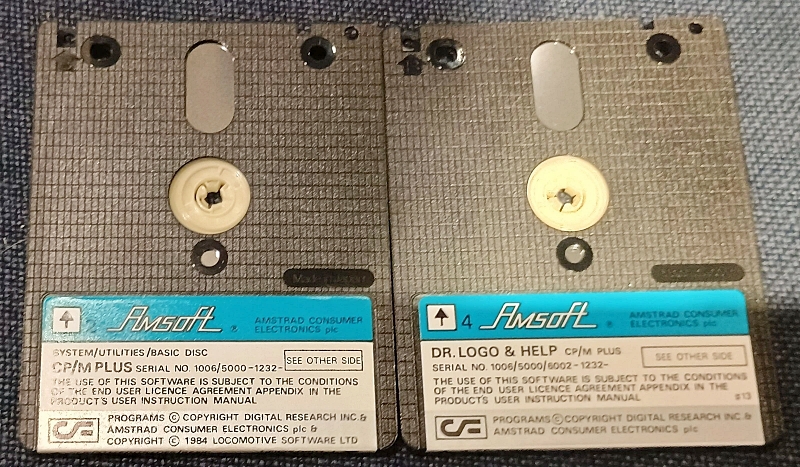 2 Amsoft ® AMSTRAD CONSUMER
ELECTRONICS plc
SYSTEM/UTILITIES/BASIC DISC
CP/M PLUS SERIAL NO. 1006/5000-1232-
SEE OTHER SIDE
THE USE OF THIS SOFTWARE IS SUBJECT TO THE CONDITIONS
OF THE END USER LICENCE AGREEMENT APPENDIX IN THE
PRODUCTS USER INSTRUCTION MANUAL
PROGRAMS © COPYRIGHT DIGITAL RESEARCH INC. &
AMSTRAD CONSUMER ELECTRONICS plc &
COPYRIGHT © 1984 LOCOMOTIVE SOFTWARE LTD
4 Amsoft ® AMSTRAD CONSUMER
ELECTRONICS plc
DR. LOGO & HELP CP/M PLUS
SERIAL NO. 1006/5000/6002-1232-
SEE OTHER SIDE
THE USE OF THIS SOFTWARE IS SUBJECT TO THE CONDITIONS
OF THE END USER LICENCE AGREEMENT APPENDIX IN THE
PRODUCTS USER INSTRUCTION MANUAL
PROGRAMS © COPYRIGHT DIGITAL RESEARCH INC. &
AMSTRAD CONSUMER ELECTRONICS plc